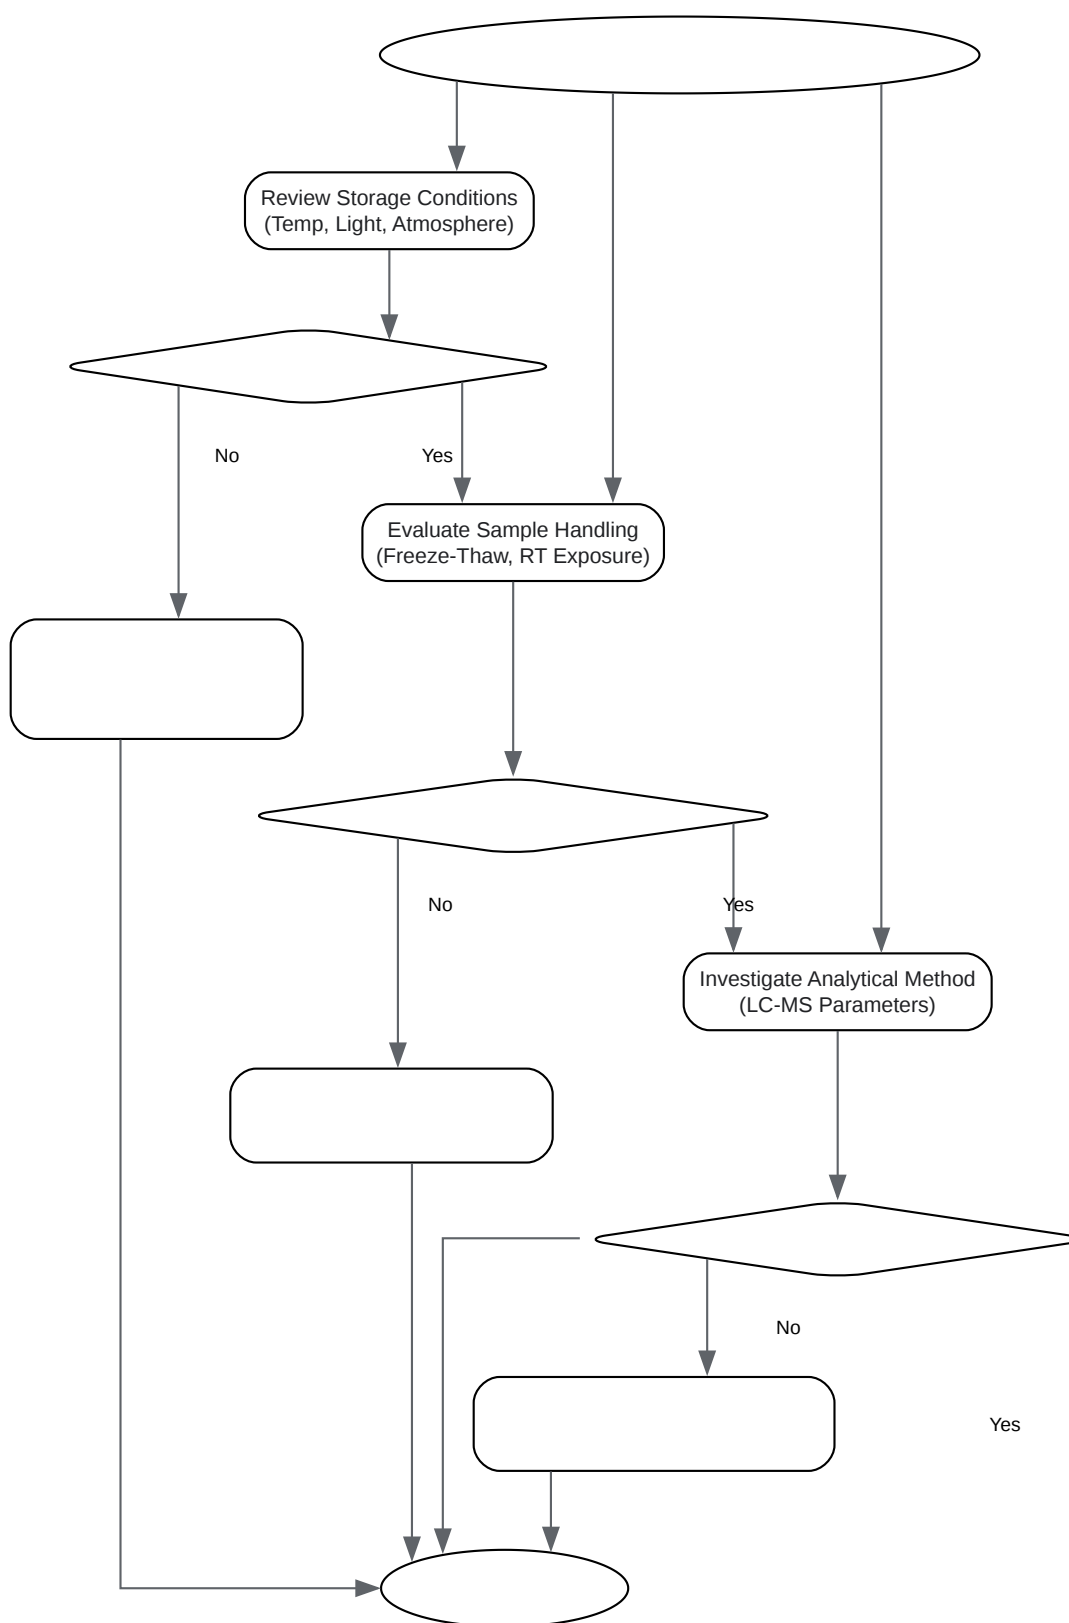 Review Storage Conditions
(Temp, Light, Atmosphere)
No
Yes
Evaluate Sample Handling
(Freeze-Thaw, RT Exposure)
No
Yes
Investigate Analytical Method
(LC-MS Parameters)
No
Yes